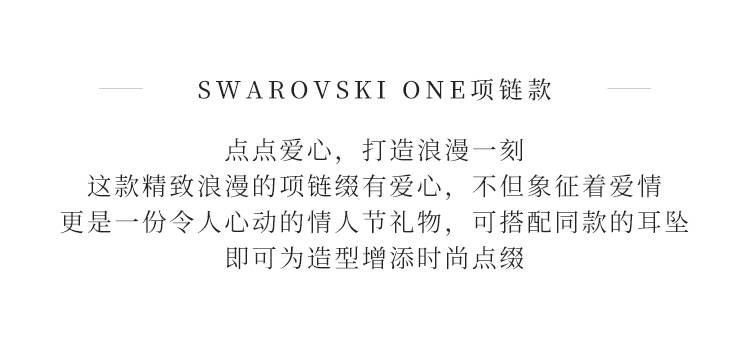 SWAROVSKI ONE项链款
点点爱心，打造浪漫一刻
这款精致浪漫的项链缀有爱心，不但象征着爱情
更是一份令人心动的情人节礼物，可搭配同款的耳坠
即可为造型增添时尚点缀